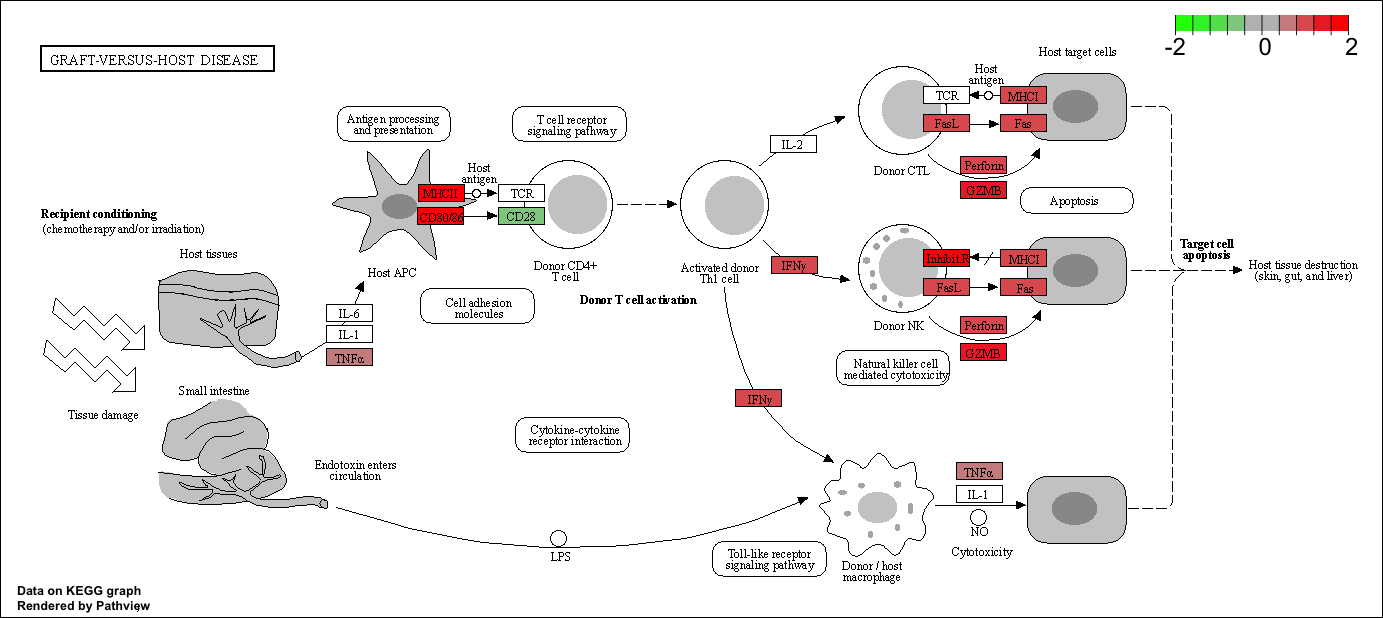 -2 0 2
GRAFT-VERSUS-HOST DISEASE
Host target cells
Host
antigen
TCR
MHCI
FasL
Fas
Antigen processing
and presentation
T cell receptor
signaling pathway
IL-2
Donor CTL
Perforin
GZMB
Apoptosis
Host
antigen
MHCII
TCR
CD80/86
CD28
Recipient conditioning
(chemotherapy and/or irradiation)
Host tissues
Host APC
Donor CD4+
T cell
Activated donor
Th1 cell
IFNγ
Inhibit.R
MHCI
FasL
Fas
Target cell
apoptosis
Host tissue destruction
(skin, gut, and liver)
Cell adhesion
molecules
Donor T cell activation
IL-6
IL-1
TNFα
Donor NK
Perforin
GZMB
Natural killer cell
mediated cytotoxicity
Small intestine
Tissue damage
IFNγ
Cytokine-cytokine
receptor interaction
Endotoxin enters
circulation
TNFα
IL-1
NO
Cytotoxicity
LPS
Toll-like receptor
signaling pathway
Donor / host
macrophage
Data on KEGG graph
Rendered by Pathview